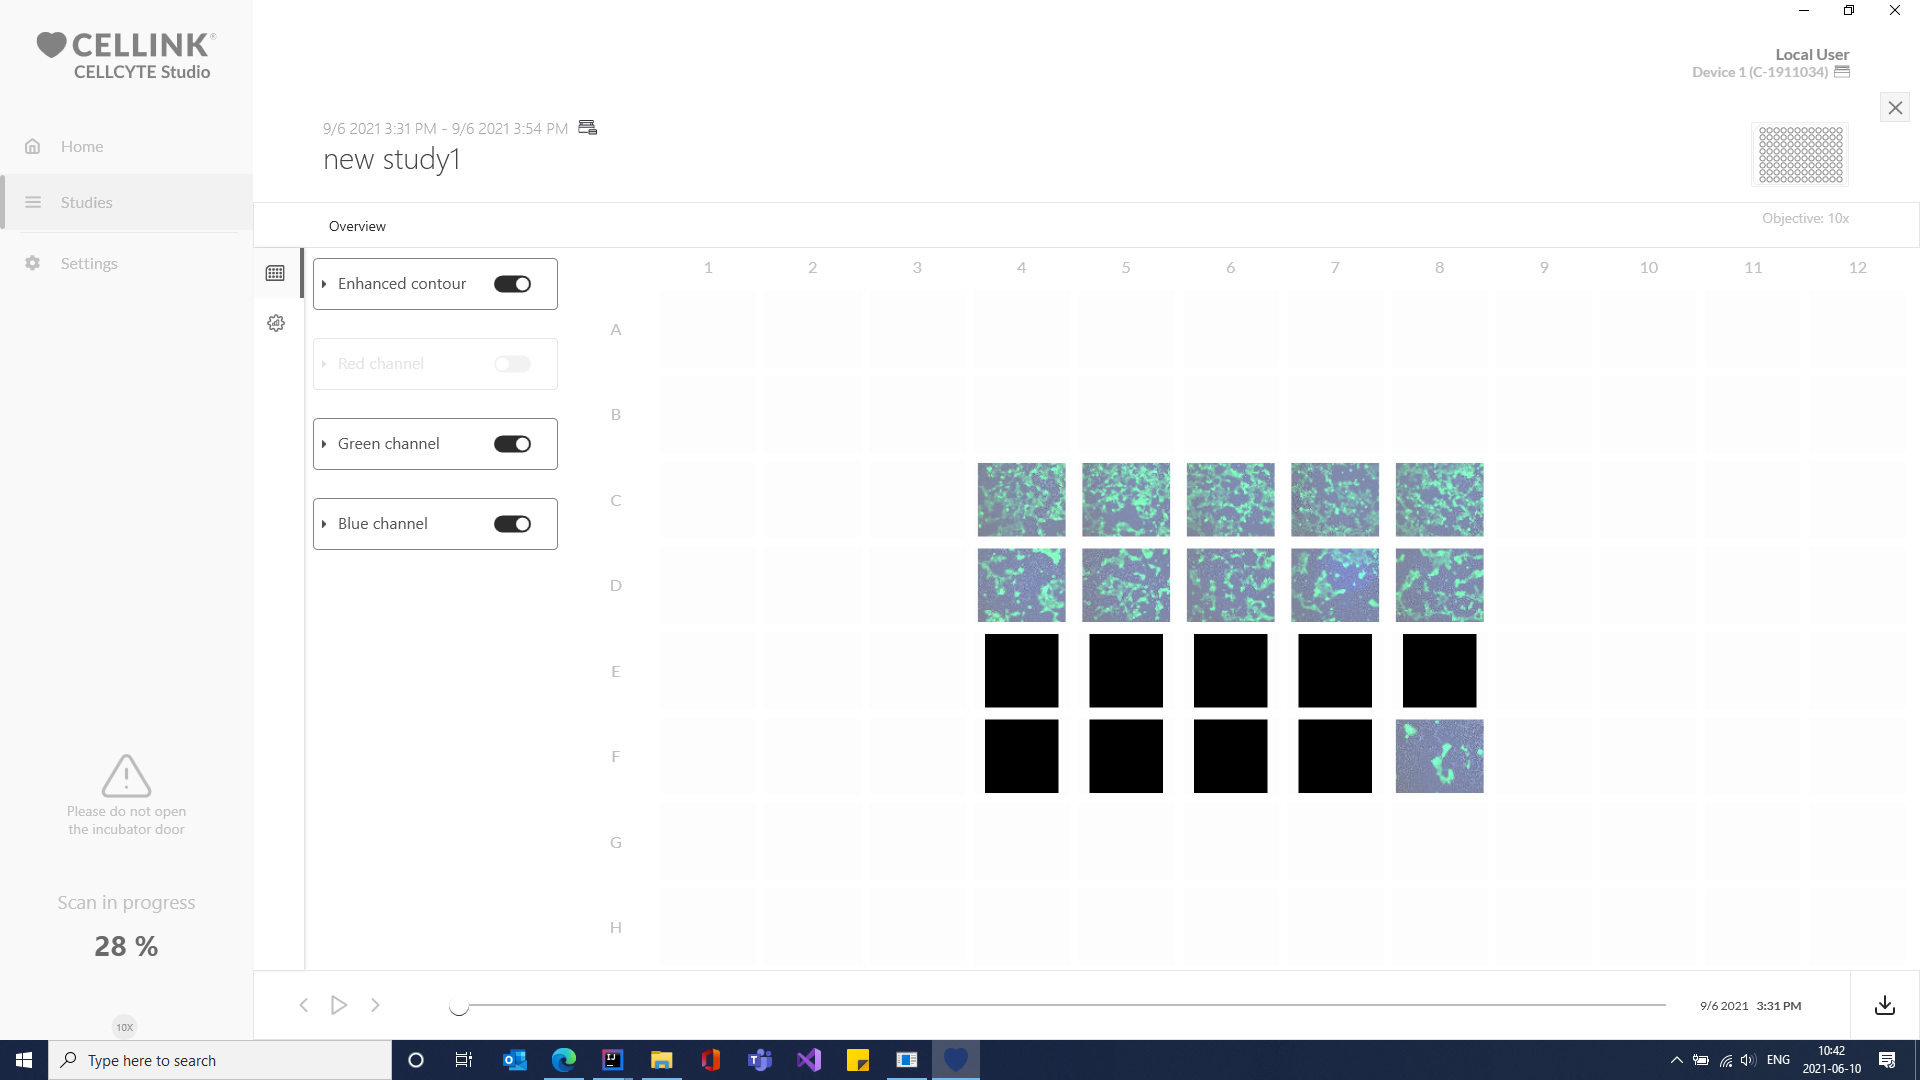 CELLINK®
CELLCYTE Studio
Home
Studies
Settings
Please do not open
the incubator door
Scan in progress
28 %
10X
Local User
Device 1 (C-1911034)
9/6 2021 3:31 PM - 9/6 2021 3:54 PM
new study1
Overview
Objective: 10x
Enhanced contour
Red channel
Green channel
Blue channel
1 2 3 4 5 6 7 8 9 10 11 12
A
B
C
D
E
F
G
H
9/6 2021 3:31 PM
Type here to search
ENG
10:42
2021-06-10